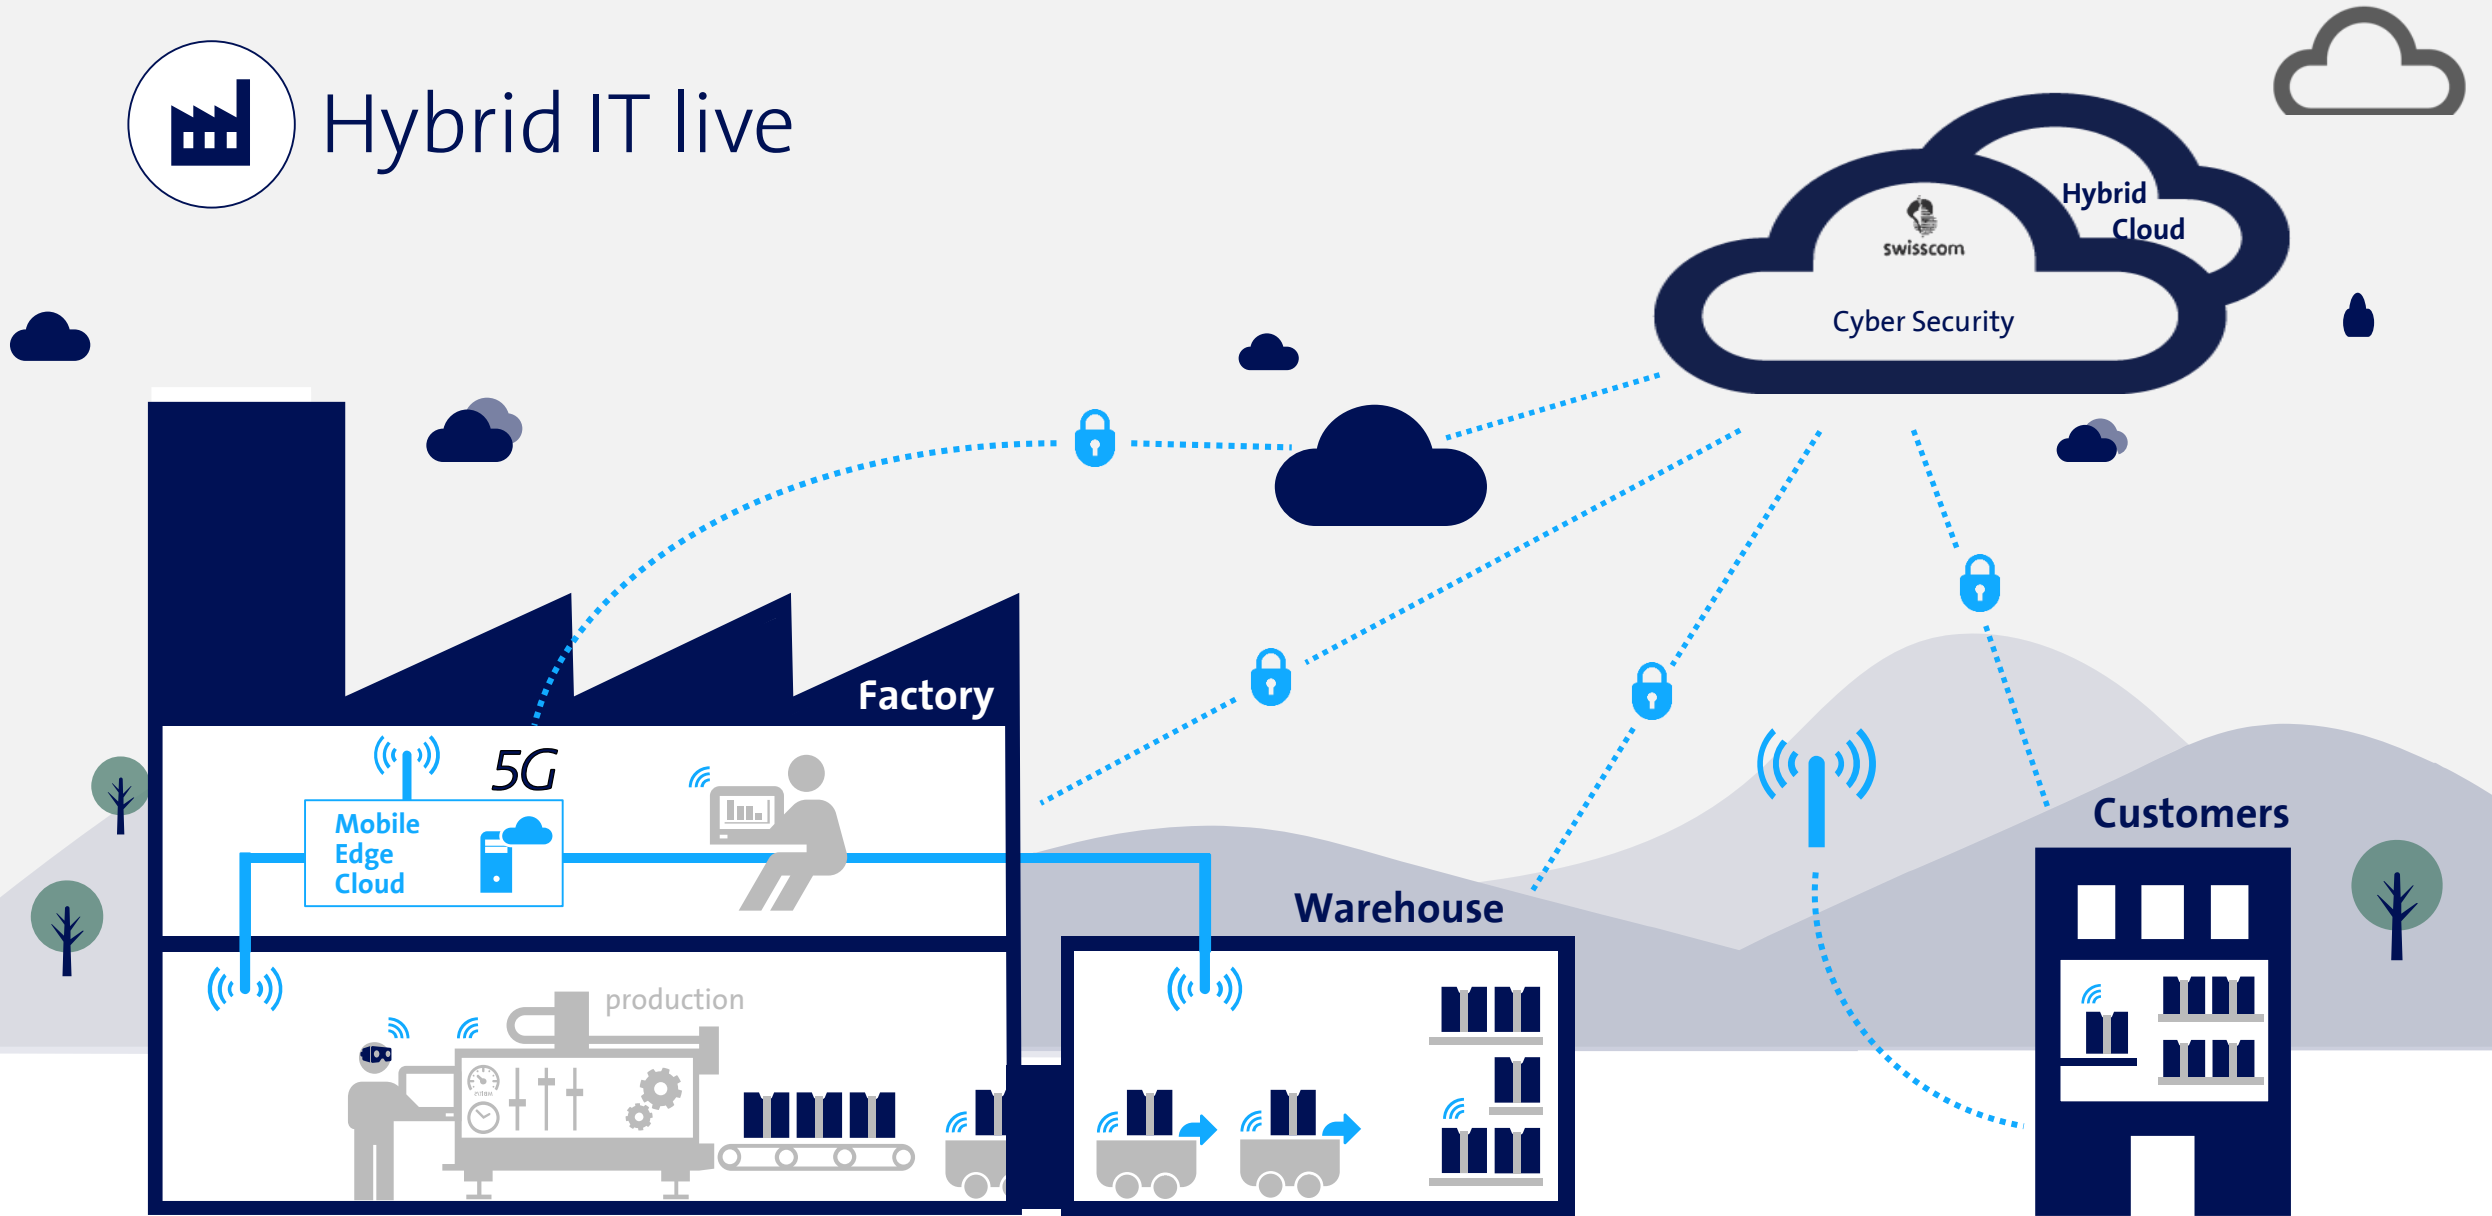 Hybrid IT live
Hybrid
Cloud
swisscom
Cyber Security
Factory
5G
Mobile
Edge
Cloud
Customers
Warehouse
production